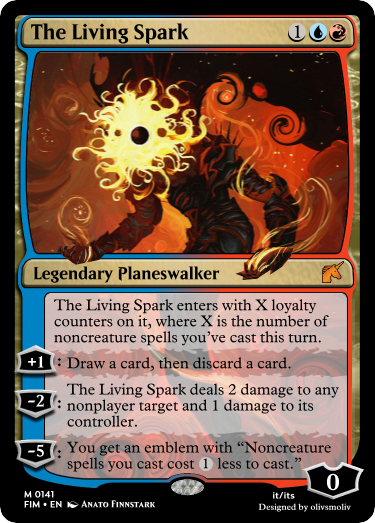 The Living Spark 1
Legendary Planeswalker
The Living Spark enters with X loyalty
counters on it, where X is the number of
noncreature spells you've cast this turn.
+1: Draw a card, then discard a card.
The Living Spark deals 2 damage to any
−2: nonplayer target and 1 damage to its
controller.
−5: You get an emblem with “Noncreature
spells you cast cost 1 less to cast.”
0
M 0141
FIM • EN Anato Finnstark
it/its
Designed by olivsmoliv